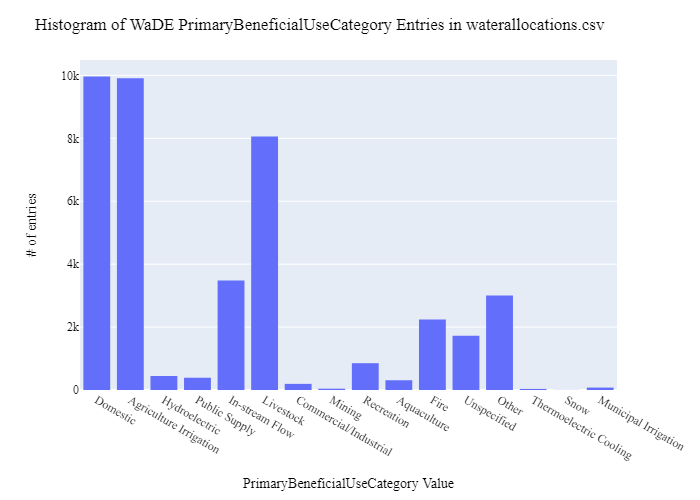 Histogram of WaDE PrimaryBeneficialUseCategory Entries in waterallocations.csv
10k
8k
6k
4k
2k
0
# of entries
Domestic
Agriculture Irrigation
Hydroelectric
Public Supply
In-stream Flow
Livestock
Commercial/Industrial
Mining
Recreation
Aquaculture
Fire
Unspecified
Other
Thermoelectric Cooling
Snow
Municipal Irrigation
PrimaryBeneficialUseCategory Value